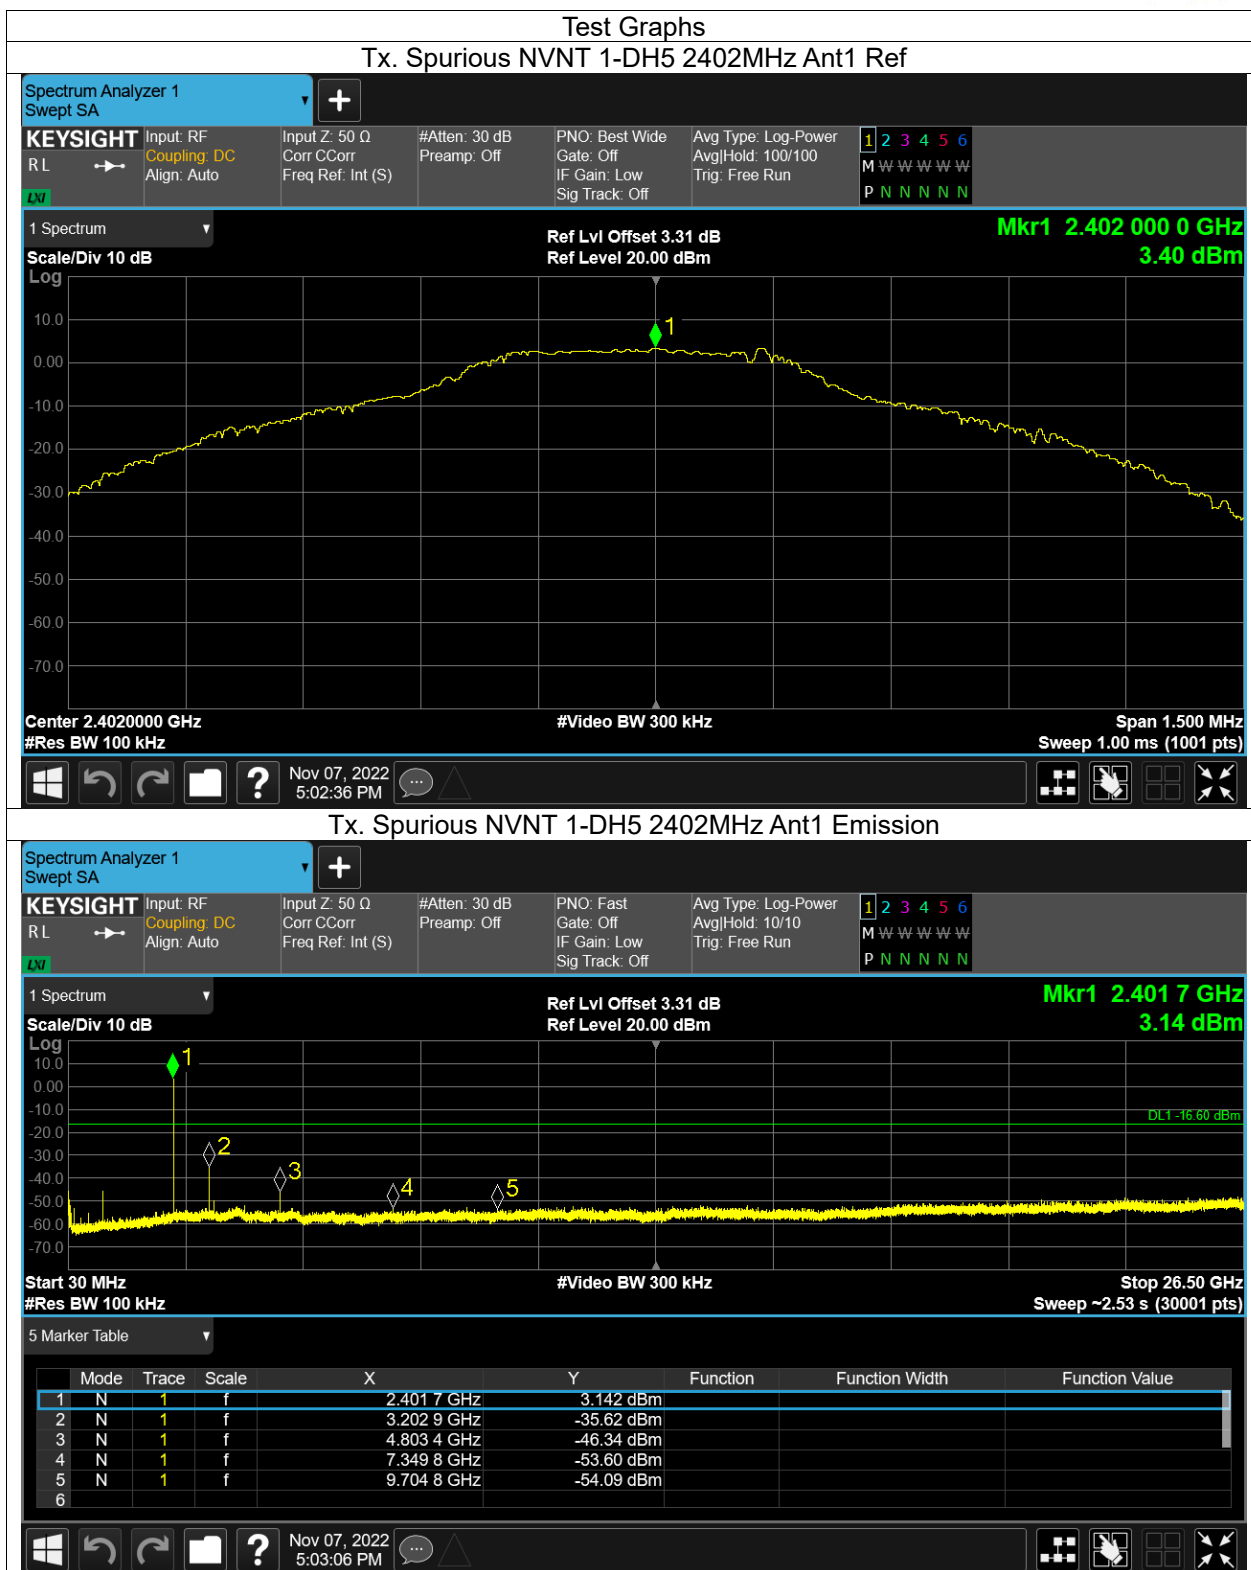 Test Graphs
Tx. Spurious NVNT 1-DH5 2402MHz Ant1 Ref
Spectrum Analyzer 1
Swept SA
KEYSIGHT Input: RF Input Z: 50 Ω #Atten: 30 dB PNO: Best Wide Avg Type: Log-Power 1 2 3 4 5 6
R L Coupling: DC Corr CCorr Preamp: Off Gate: Off Avg|Hold: 100/100 M W W W W W
Align: Auto Freq Ref: Int (S) IF Gain: Low Trig: Free Run
LXI Sig Track: Off P N N N N N
1 Spectrum Ref Lvl Offset 3.31 dB Mkr1 2.402 000 0 GHz
Scale/Div 10 dB Ref Level 20.00 dBm 3.40 dBm
Log
1
10.0
0.00
-10.0
-20.0
-30.0
-40.0
-50.0
-60.0
-70.0
Center 2.4020000 GHz #Video BW 300 kHz Span 1.500 MHz
#Res BW 100 kHz Sweep 1.00 ms (1001 pts)
? Nov 07, 2022
5:02:36 PM
Tx. Spurious NVNT 1-DH5 2402MHz Ant1 Emission
Spectrum Analyzer 1
Swept SA
KEYSIGHT Input: RF Input Z: 50 Ω #Atten: 30 dB PNO: Fast Avg Type: Log-Power 1 2 3 4 5 6
R L Coupling: DC Corr CCorr Preamp: Off Gate: Off Avg|Hold: 10/10 M W W W W W
Align: Auto Freq Ref: Int (S) IF Gain: Low Trig: Free Run
LXI Sig Track: Off P N N N N N
1 Spectrum Ref Lvl Offset 3.31 dB Mkr1 2.401 7 GHz
Scale/Div 10 dB Ref Level 20.00 dBm 3.14 dBm
Log
10.0 1
0.00
-10.0 DL1 -16.60 dBm
-20.0
-30.0 2
-40.0 3
-50.0 4 5
-60.0
-70.0
Start 30 MHz #Video BW 300 kHz Stop 26.50 GHz
#Res BW 100 kHz Sweep ~2.53 s (30001 pts)
5 Marker Table
Mode Trace Scale X Y Function Function Width Function Value
1 N 1 f 2.401 7 GHz 3.142 dBm
2 N 1 f 3.202 9 GHz -35.62 dBm
3 N 1 f 4.803 4 GHz -46.34 dBm
4 N 1 f 7.349 8 GHz -53.60 dBm
5 N 1 f 9.704 8 GHz -54.09 dBm
6
? Nov 07, 2022
5:03:06 PM